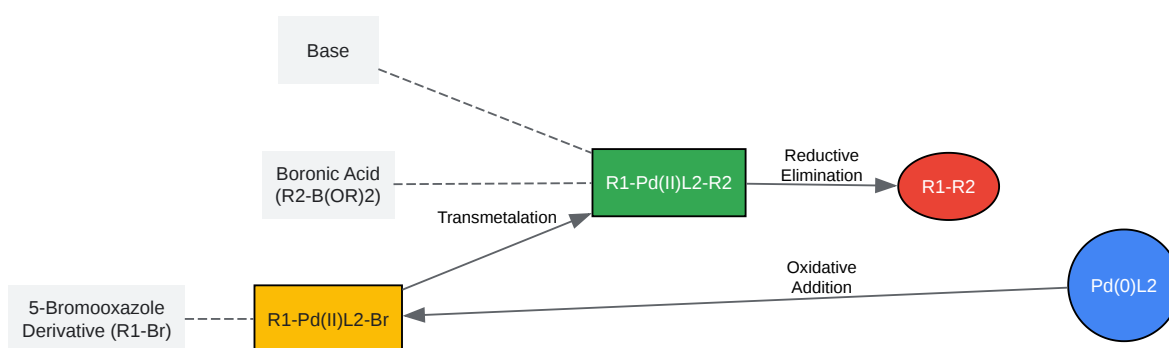 Base
Boronic Acid
(R2-B(OR)2)
R1-Pd(II)L2-R2
Reductive
Elimination
R1-R2
Transmetalation
Oxidative
Addition
Pd(0)L2
5-Bromooxazole
Derivative (R1-Br)
R1-Pd(II)L2-Br